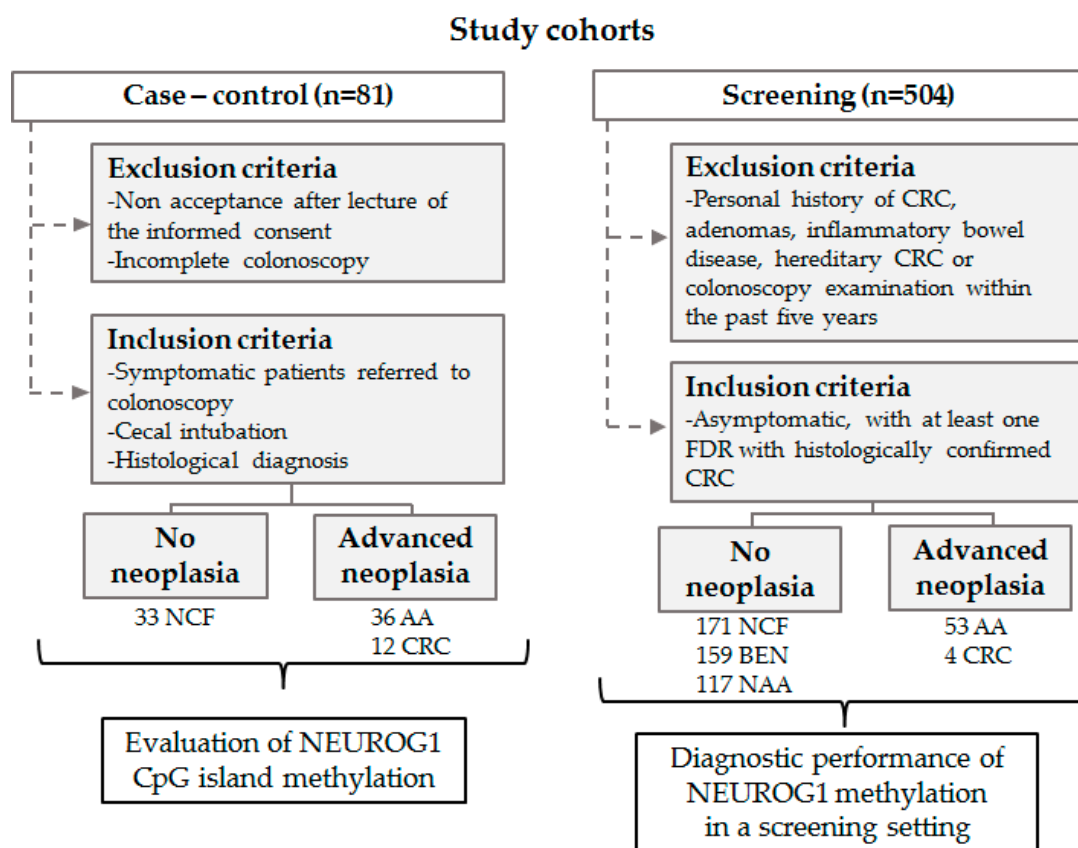 Study cohorts
Case – control (n=81)
Exclusion criteria
-Non acceptance after lecture of
the informed consent
-Incomplete colonoscopy
Inclusion criteria
-Symptomatic patients referred to
colonoscopy
-Cecal intubation
-Histological diagnosis
No
neoplasia
33 NCF
Advanced
neoplasia
36 AA
12 CRC
Evaluation of NEUROG1
CpG island methylation
Screening (n=504)
Exclusion criteria
-Personal history of CRC,
adenomas, inflammatory bowel
disease, hereditary CRC or
colonoscopy examination within
the past five years
Inclusion criteria
-Asymptomatic, with at least one
FDR with histologically confirmed
CRC
No
neoplasia
171 NCF
159 BEN
117 NAA
Advanced
neoplasia
53 AA
4 CRC
Diagnostic performance of
NEUROG1 methylation
in a screening setting